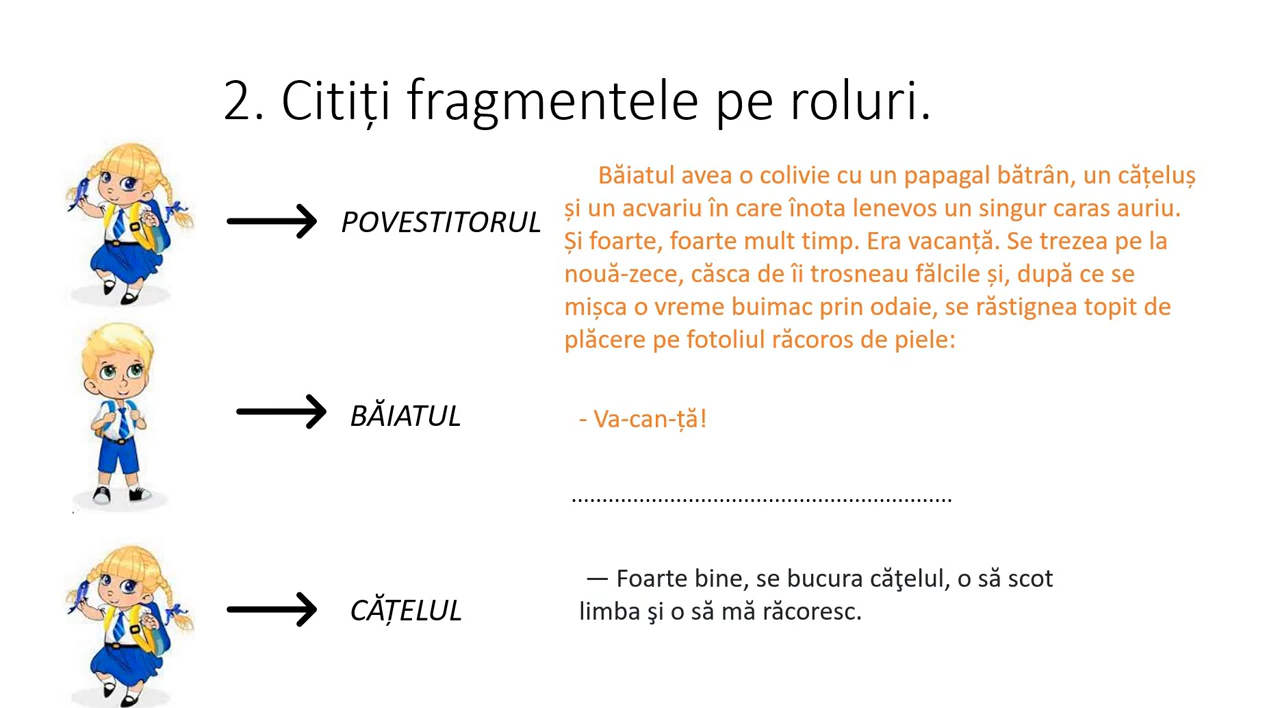 2. Citiți fragmentele pe roluri.
POVESTITORUL
Băiatul avea o colivie cu un papagal bătrân, un cățeluș
și un acvariu în care înota lenevos un singur caras auriu.
Și foarte, foarte mult timp. Era vacanță. Se trezea pe la
nouă-zece, căsca de îi trosneau fălcile și, după ce se
mișca o vreme buimac prin odaie, se răstignea topit de
plăcere pe fotoliul răcoros de piele:
BĂIATUL
- Va-can-ță!
..............................................................
CĂȚELUL
— Foarte bine, se bucura căţelul, o să scot
limba şi o să mă răcoresc.